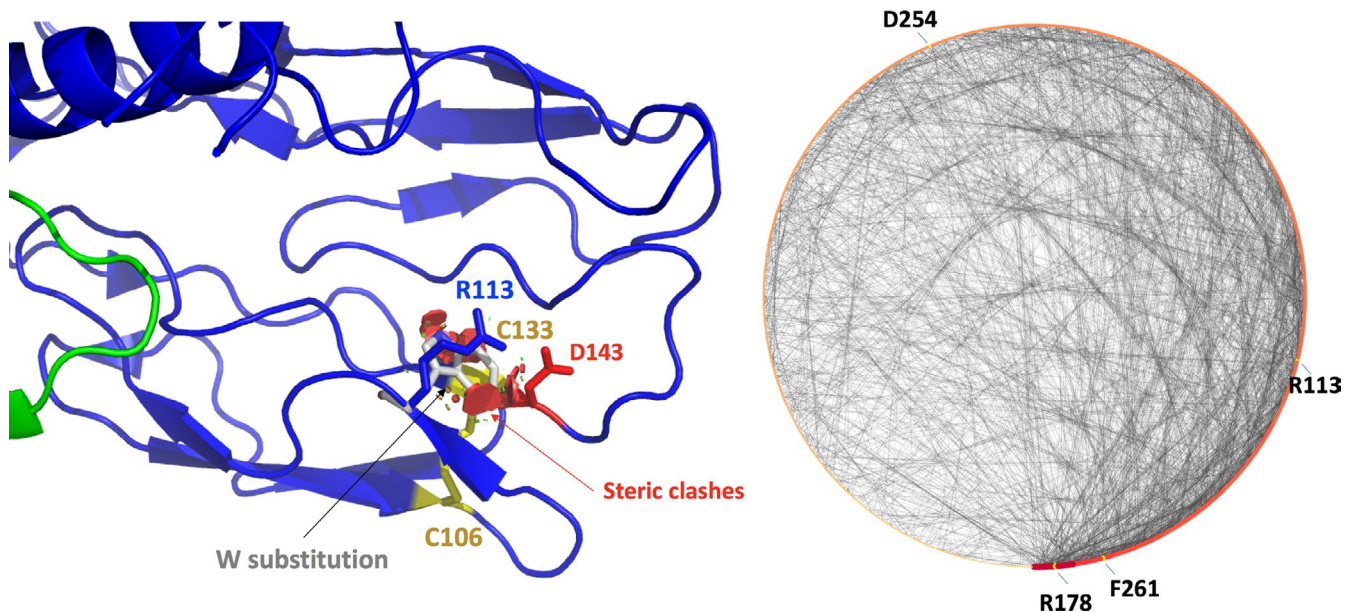 R113
C133
D143
Steric clashes
C106
W substitution
D254
R113
F261
R178